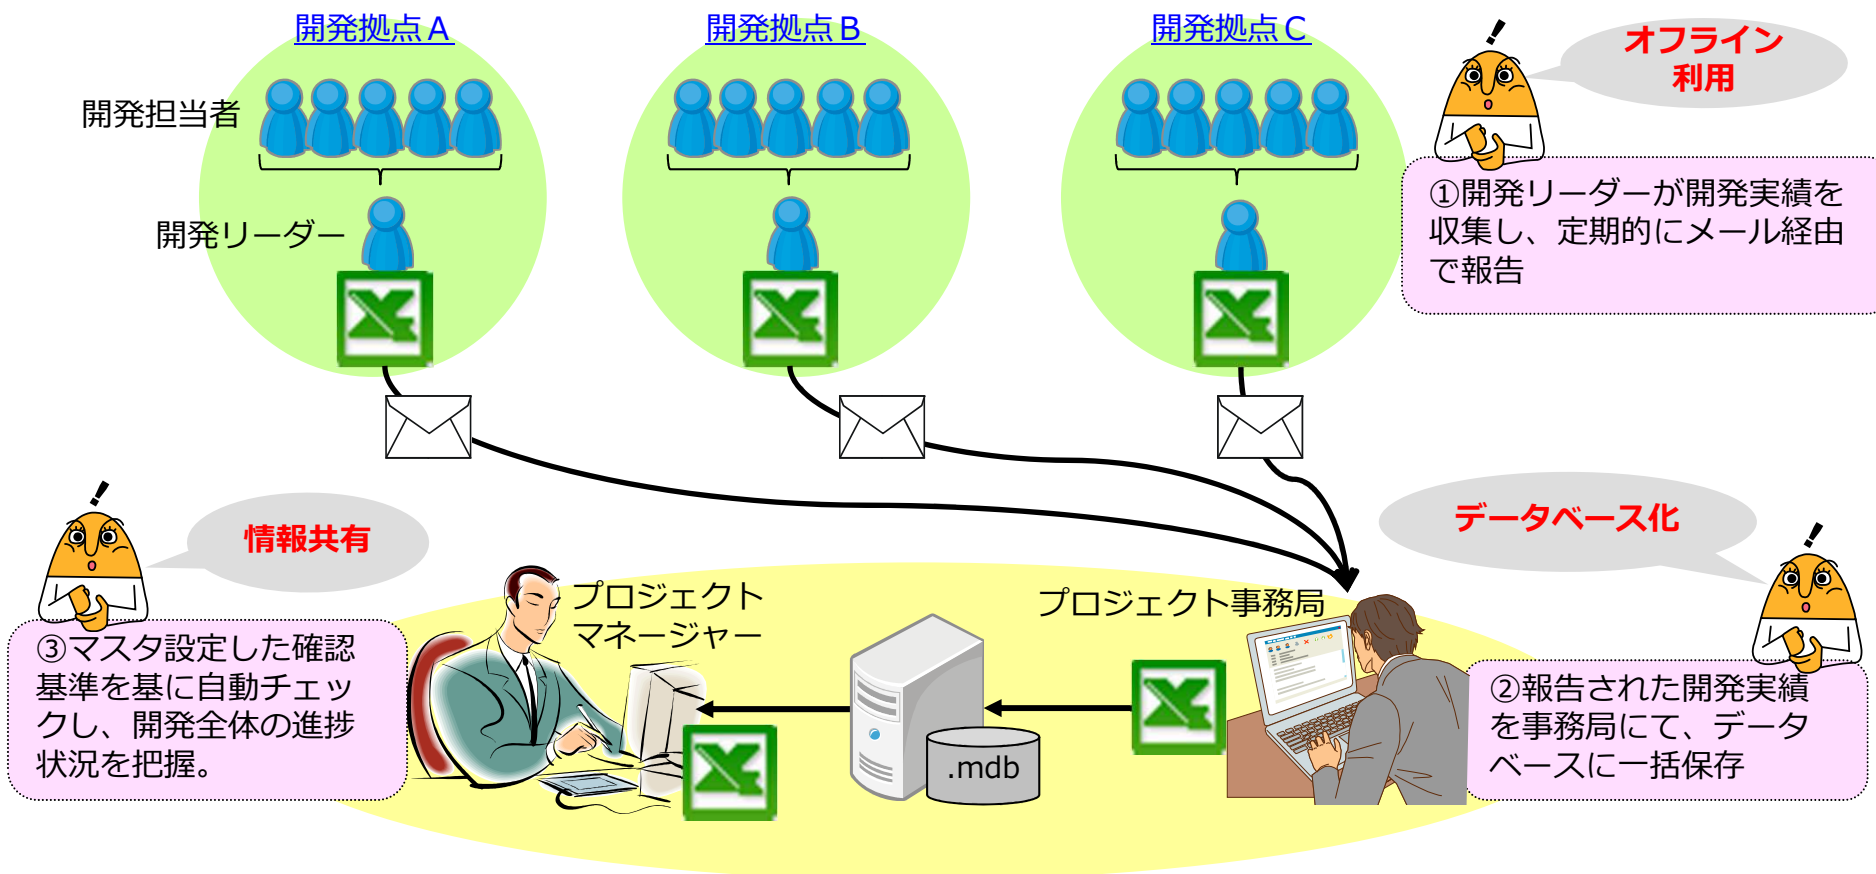 開発拠点A
開発拠点B
開発拠点C
オフライン
利用
開発担当者
開発リーダー
①開発リーダーが開発実績を
収集し、定期的にメール経由
で報告
情報共有
データベース化
プロジェクト
マネージャー
プロジェクト事務局
③マスタ設定した確認
基準を基に自動チェッ
クし、開発全体の進捗
状況を把握。
.mdb
②報告された開発実績
を事務局にて、データ
ベースに一括保存